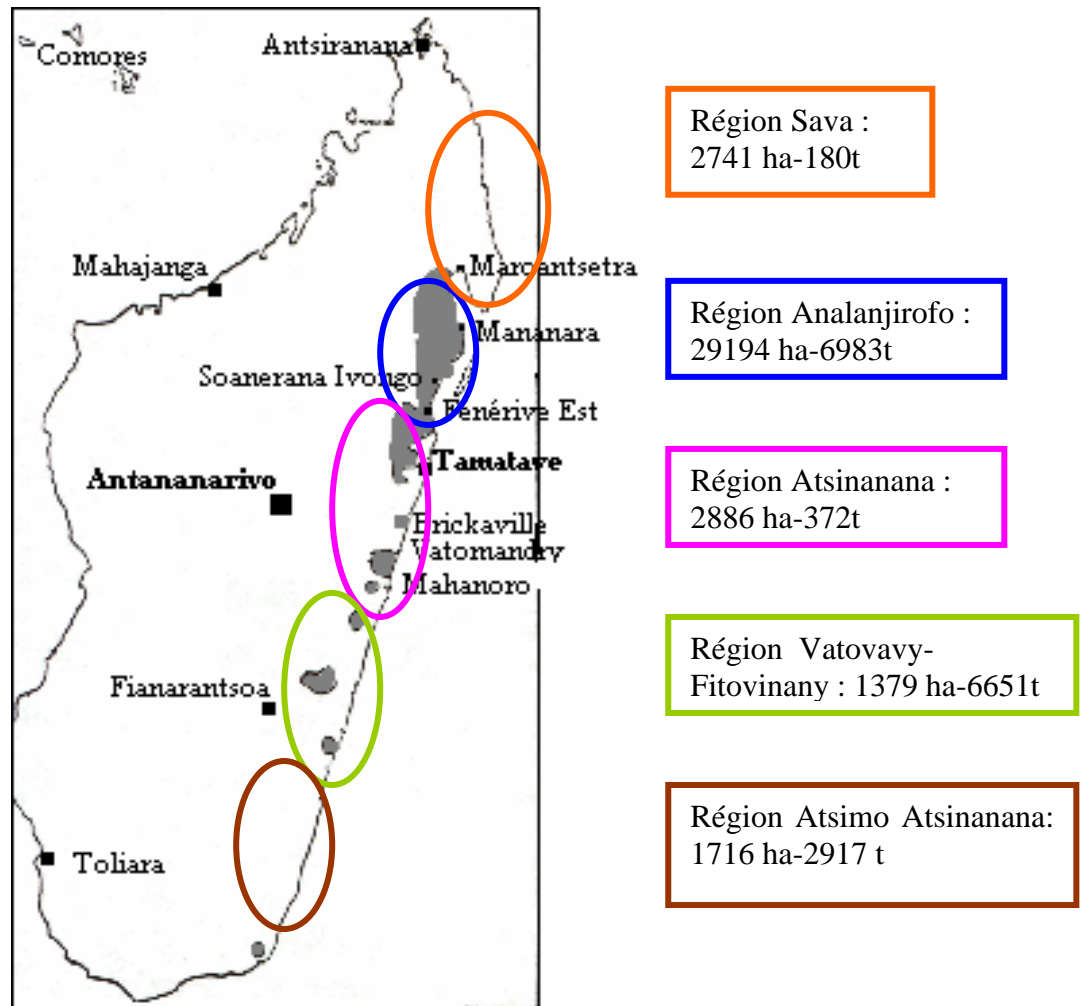 Comores
Antsiranana
Mahajanga
Maroantsetra
Mananara
Soanerana Ivongo
Fenérive Est
Tamatave
Antananarivo
Brickaville
Vatomandry
Mahanoro
Fianarantsoa
Toliara
Région Sava :
2741 ha-180t
Région Analanjirofo :
29194 ha-6983t
Région Atsinanana :
2886 ha-372t
Région Vatovavy-
Fitovinany : 1379 ha-6651t
Région Atsimo Atsinanana:
1716 ha-2917 t